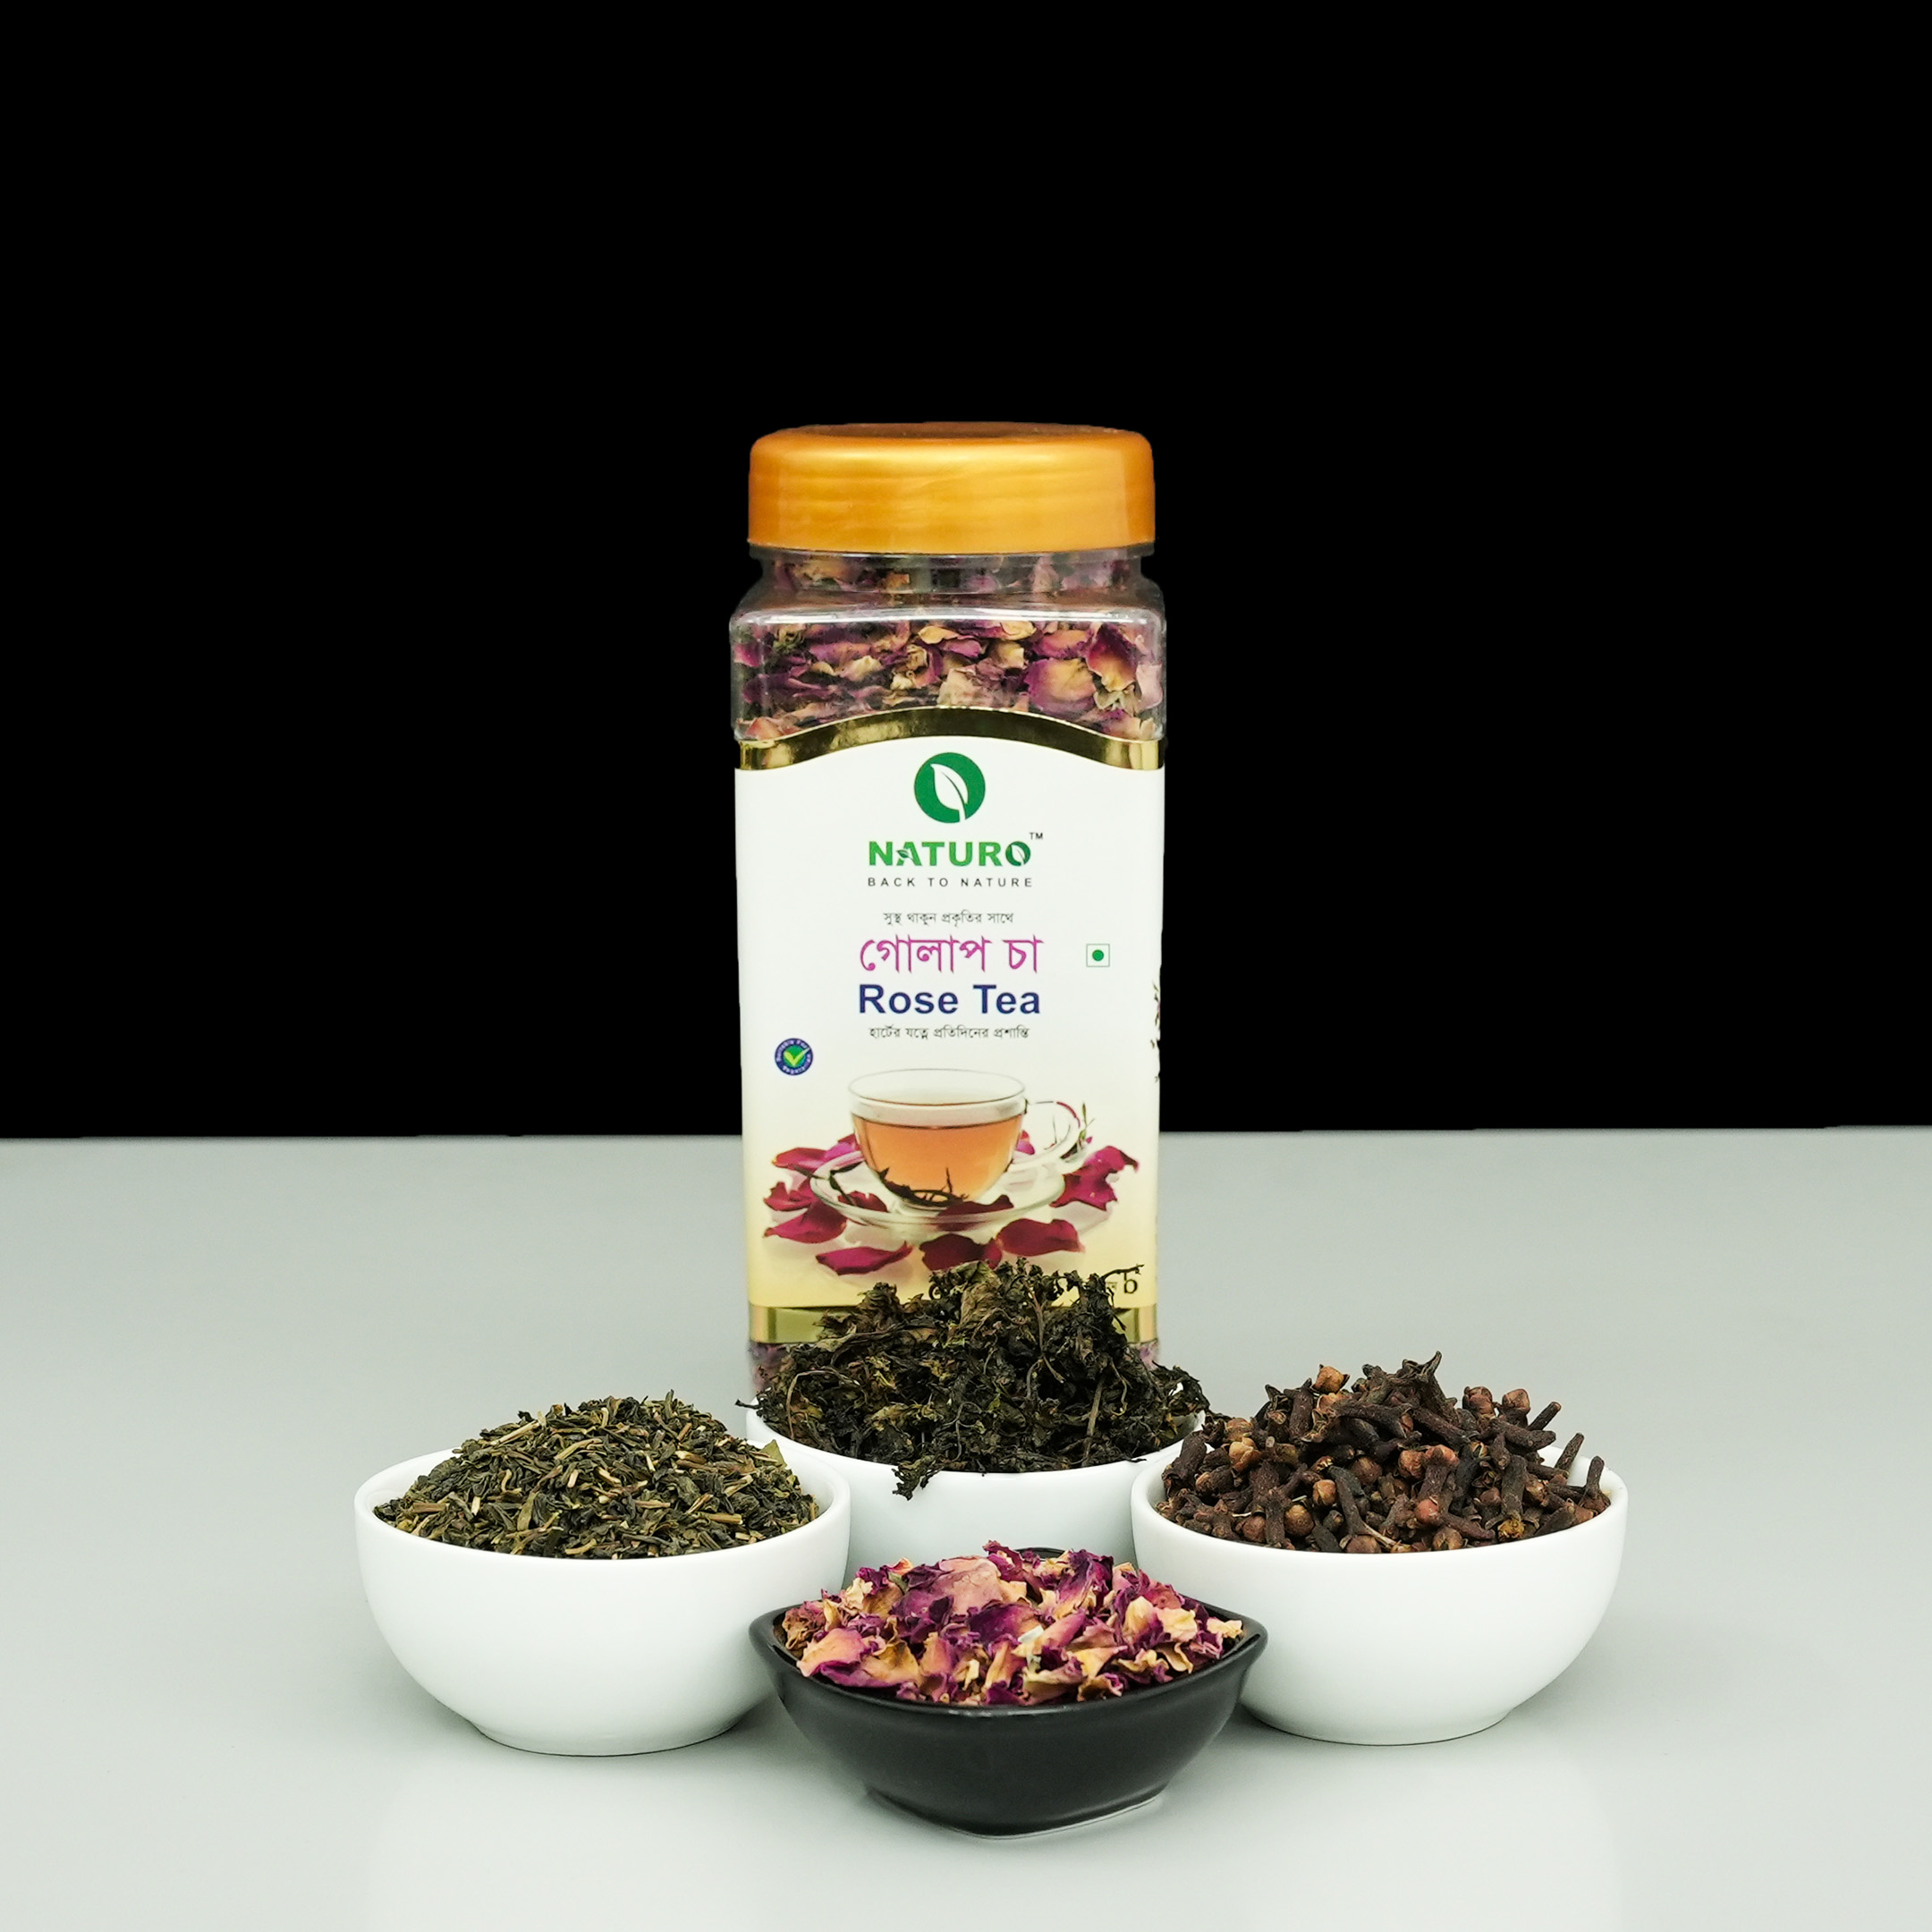 NATURO™
BACK TO NATURE
সুস্থ থাকুন প্রকৃতির সাথে
গোলাপ চা
Rose Tea
হার্টের যত্নে প্রতিদিনের প্রশান্তি